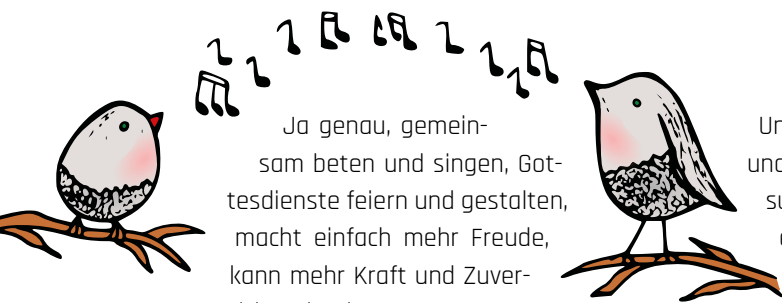 Ja genau, gemein-
sam beten und singen, Got-
tesdienste feiern und gestalten,
macht einfach mehr Freude,
kann mehr Kraft und Zuver-